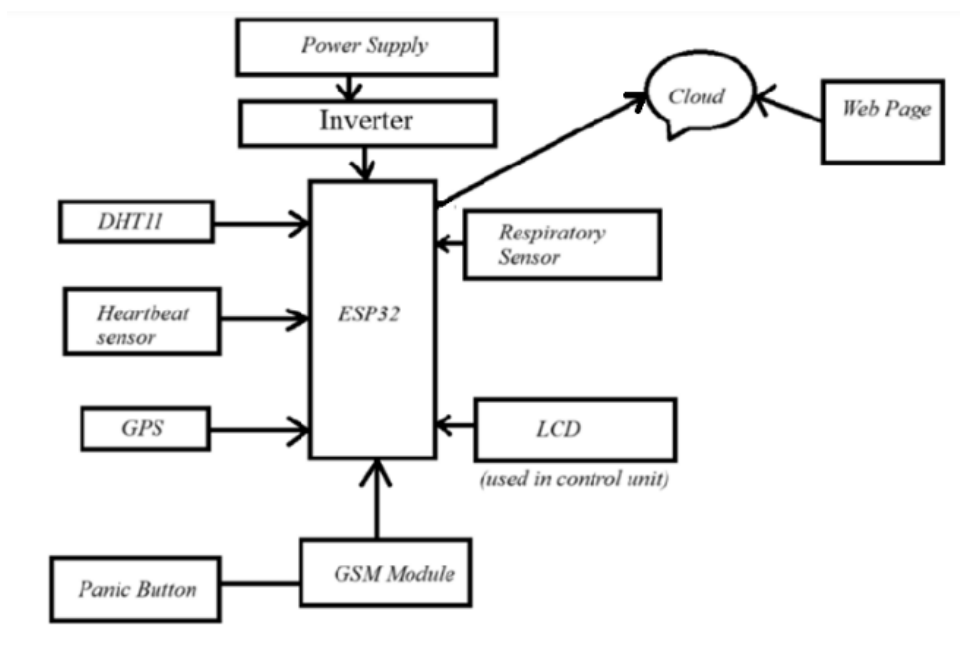 Power Supply
Inverter
Cloud
Web Page
DHT11
Respiratory
Sensor
Heartbeat
sensor
ESP32
GPS
LCD
(used in control unit)
Panic Button
GSM Module